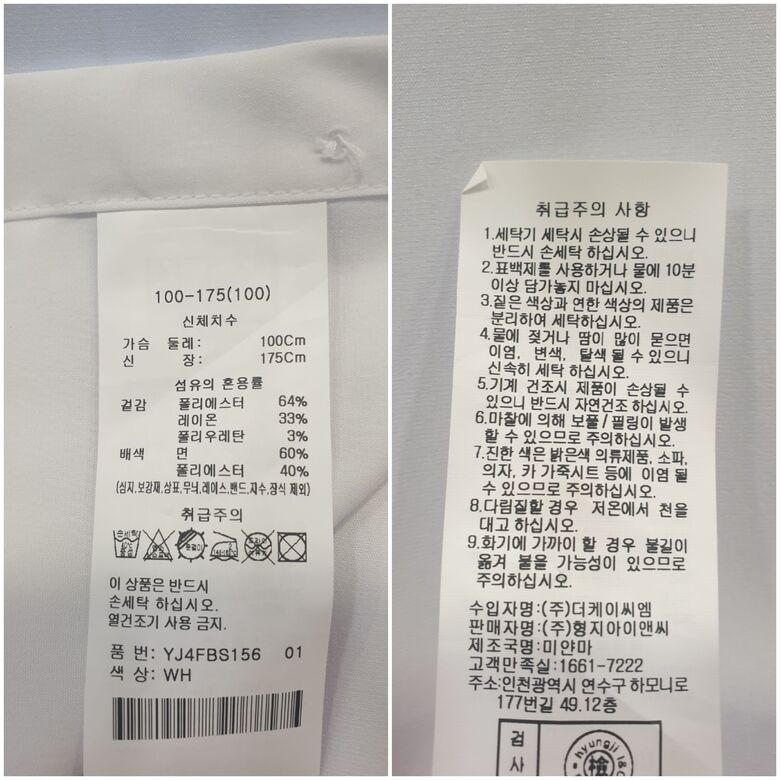 100-175(100)
신체치수
가슴 둘레: 100Cm
신 장: 175Cm
섬유의 혼용률
겉감 폴리에스터 64%
레이온 33%
폴리우레탄 3%
배색 면 60%
폴리에스터 40%
(심지,보강재,상표,무늬,레이스,밴드,자수,장식 제외)
취급주의
이 상품은 반드시
손세탁 하십시오.
열건조기 사용 금지.
품 번: YJ4FBS156 01
색 상: WH
취급주의 사항
1.세탁기 세탁시 손상될 수 있으니
반드시 손세탁 하십시오.
2.표백제를 사용하거나 물에 10분
이상 담가놓지 마십시오.
3.짙은 색상과 연한 색상의 제품은
분리하여 세탁하십시오.
4.물에 젖거나 땀이 많이 묻으면
이염, 변색, 탈색 될 수 있으니
신속히 세탁 하십시오.
5.기계 건조시 제품이 손상될 수
있으니 반드시 자연건조 하십시오.
6.마찰에 의해 보풀/필링이 발생
할 수 있으므로 주의하십시오.
7.진한 색은 밝은색 의류제품, 소파,
의자, 카 가죽시트 등에 이염 될
수 있으므로 주의하십시오.
8.다림질할 경우 저온에서 천을
대고 하십시오.
9.화기에 가까이 할 경우 불길이
옮겨 붙을 가능성이 있으므로
주의하십시오.
수입자명:(주)더케이씨엠
판매자명:(주)형지아이앤씨
제조국명:미얀마
고객만족실:1661-7222
주소:인천광역시 연수구 하모니로
177번길 49.12층
검
사
hyungji I&
檢